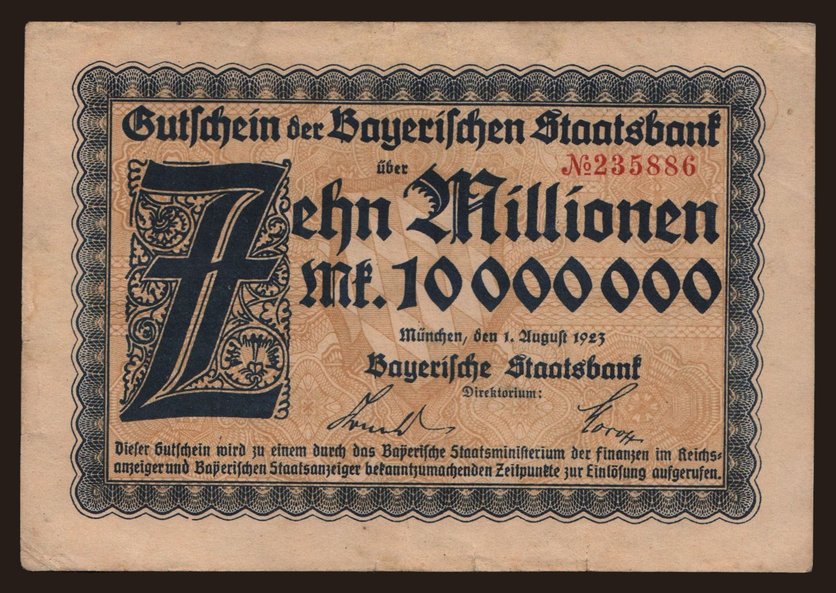 Gutschein der Bayerischen Staatsbank
über
№235886
Zehn Millionen
Mk. 10 000 000
München, den 1. August 1923
Bayerische Staatsbank
Direktorium:
Dieser Gutschein wird zu einem durch das Bayerische Staatsministerium der Finanzen im Reichs-
anzeiger und Bayerischen Staatsanzeiger bekanntzumachenden Zeitpunkte zur Einlösung aufgerufen.